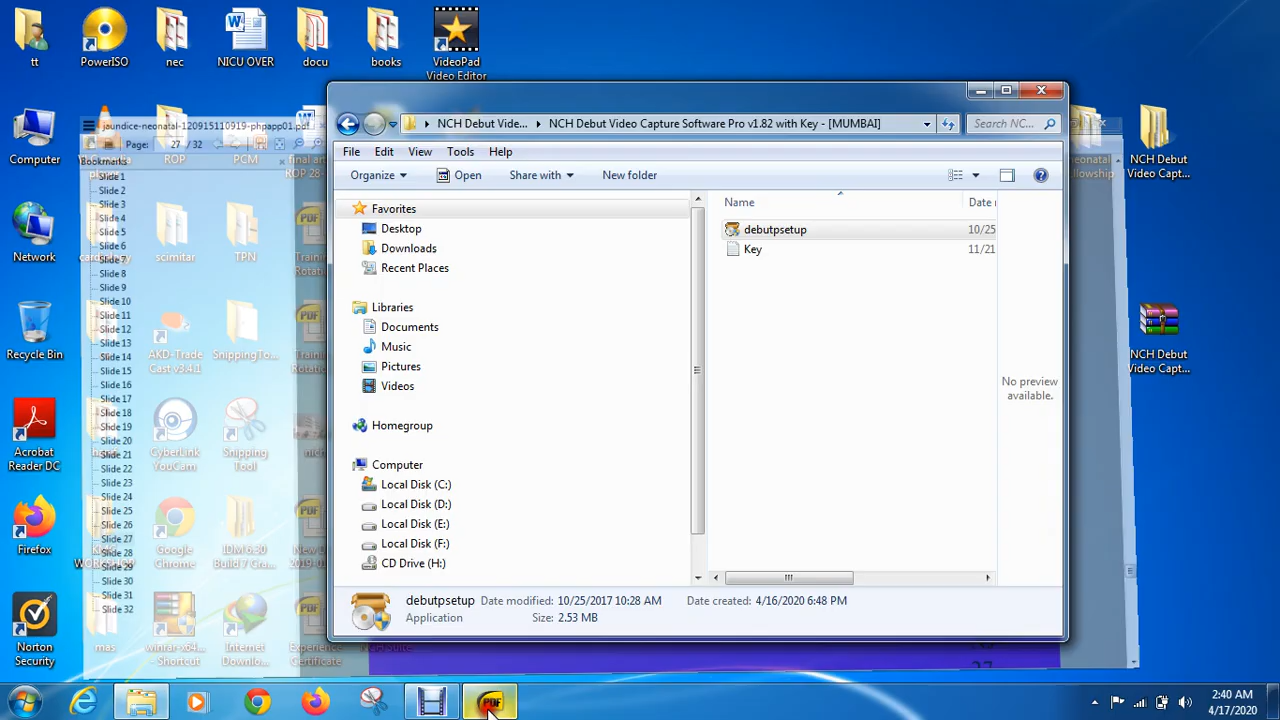 tt
PowerISO
nec
NICU OVER
docu
books
VideoPad
Video Editor
Computer
ROP
PCM
jaundice-neonatal-120915110919-phpapp01.pdf
Page: 27 / 32
Bookmarks
Slide 1
Slide 2
Slide 3
Slide 4
Slide 5
Slide 6
Slide 7
Slide 8
Slide 9
Slide 10
Slide 11
Slide 12
Slide 13
Slide 14
Slide 15
Slide 16
Slide 17
Slide 18
Slide 19
Slide 20
Slide 21
Slide 22
Slide 23
Slide 24
Slide 25
Slide 26
Slide 27
Slide 28
Slide 29
Slide 30
Slide 31
Slide 32
Network
scimitar
TPN
Recycle Bin
AKD-Trade
Cast v3.4.1
SnippingTo...
Acrobat
Reader DC
CyberLink
YouCam
Snipping
Tool
Firefox
Google
Chrome
IDM 6.30
Build 7 Gra...
Norton
Security
mas
winrar-x64...
- Shortcut
Internet
Downlo...
Experience
Certificate
NCH Debut Vide...
NCH Debut Video Capture Software Pro v1.82 with Key - [MUMBAI]
Search NC...
File Edit View Tools Help
Organize Open Share with New folder
Favorites
Desktop
Downloads
Recent Places
Libraries
Documents
Music
Pictures
Videos
Homegroup
Computer
Local Disk (C:)
Local Disk (D:)
Local Disk (E:)
Local Disk (F:)
CD Drive (H:)
Name
debutpsetup 10/25
Key 11/21
No preview
available.
debutpsetup Date modified: 10/25/2017 10:28 AM Date created: 4/16/2020 6:48 PM
Application Size: 2.53 MB
NCH Debut
Video Capt...
NCH Debut
Video Capt...
PDF
2:40 AM
4/17/2020